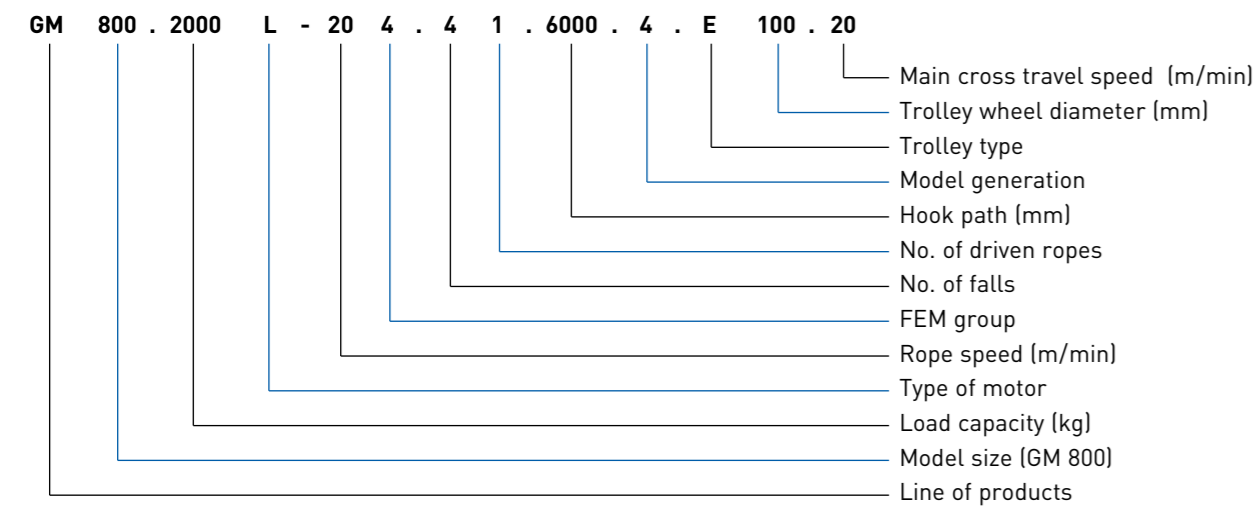 GM 800 . 2000 L - 20 4 . 4 1 . 6000 . 4 . E 100 . 20
Main cross travel speed (m/min)
Trolley wheel diameter (mm)
Trolley type
Model generation
Hook path (mm)
No. of driven ropes
No. of falls
FEM group
Rope speed (m/min)
Type of motor
Load capacity (kg)
Model size (GM 800)
Line of products